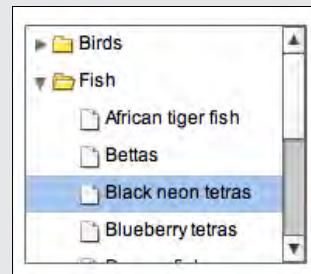 Birds
Fish
African tiger fish
Bettas
Black neon tetras
Blueberry tetras